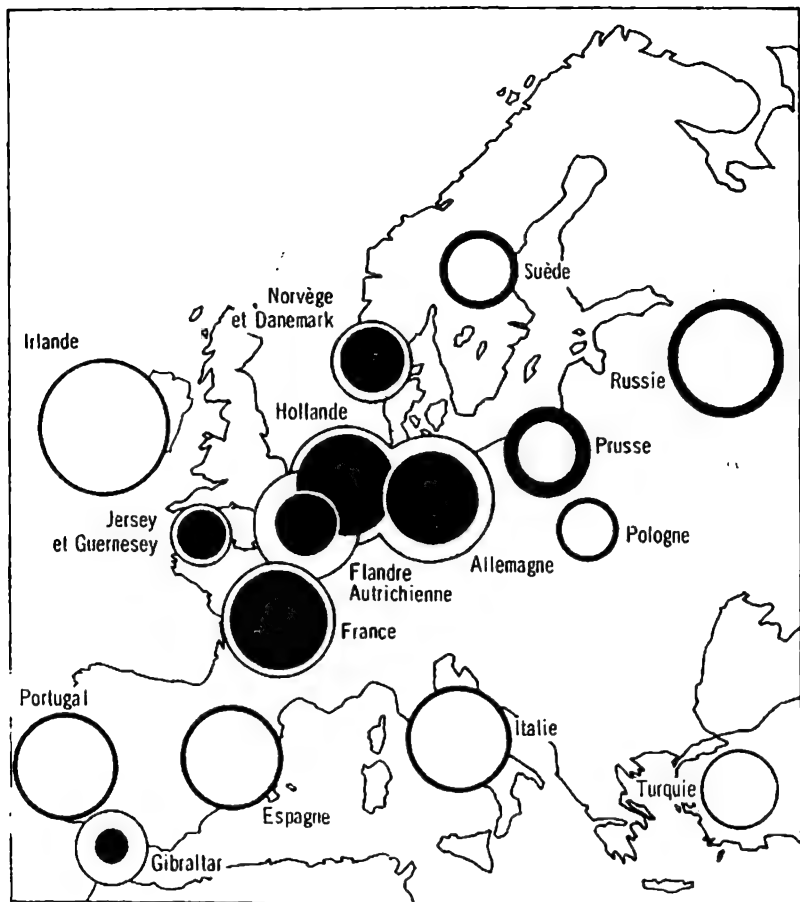 Suède
Norvège
et Danemark
Irlande
Russie
Hollande
Prusse
Jersey
et Guernesey
Pologne
Allemagne
Flandre
Autrichienne
France
Portugal
Italie
Turquie
Espagne
Gibraltar